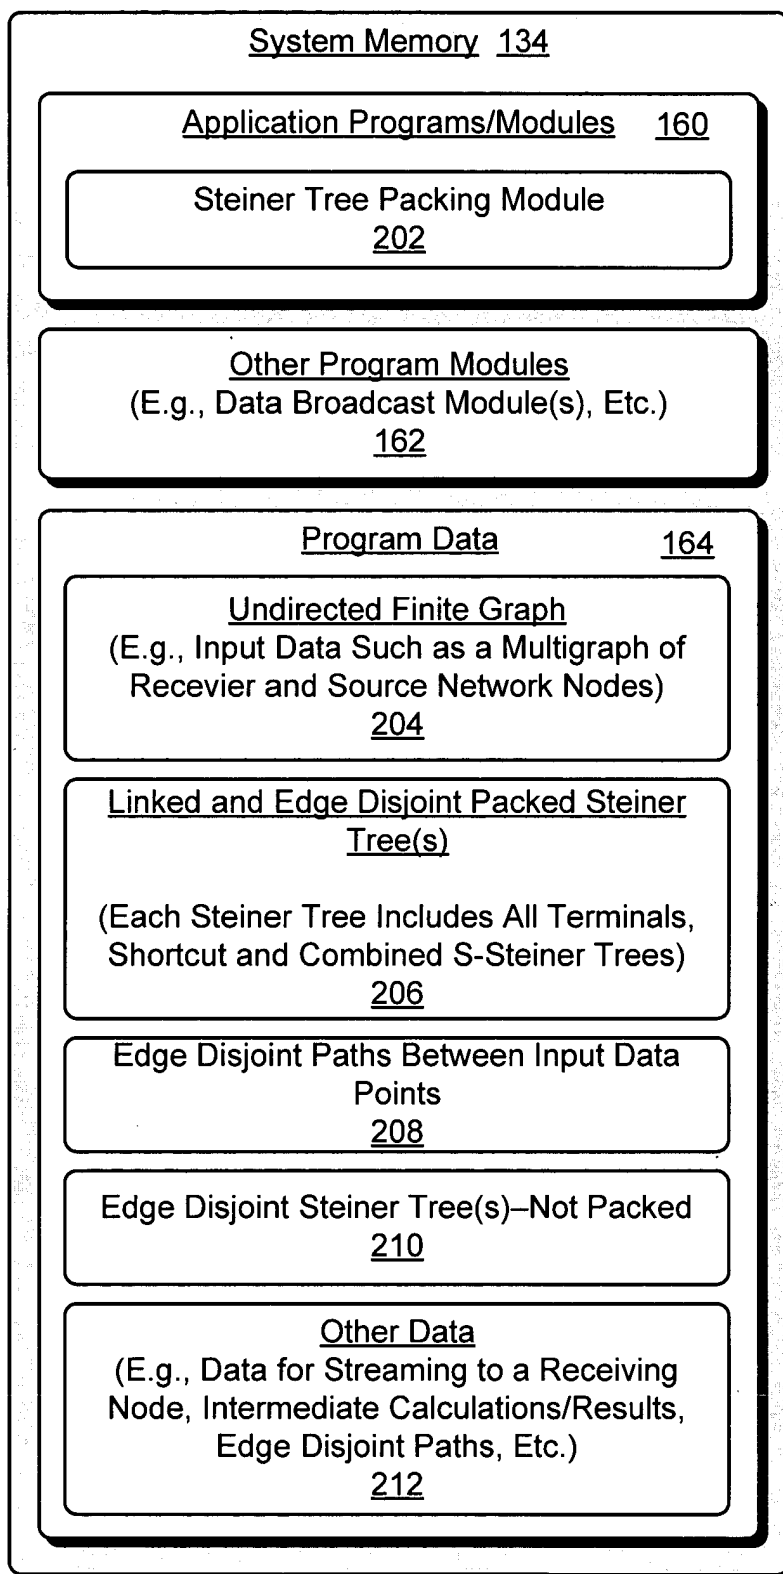 System Memory 134
Application Programs/Modules 160
Steiner Tree Packing Module
202
Other Program Modules
(E.g., Data Broadcast Module(s), Etc.)
162
Program Data 164
Undirected Finite Graph
(E.g., Input Data Such as a Multigraph of
Recevier and Source Network Nodes)
204
Linked and Edge Disjoint Packed Steiner
Tree(s)
(Each Steiner Tree Includes All Terminals,
Shortcut and Combined S-Steiner Trees)
206
Edge Disjoint Paths Between Input Data
Points
208
Edge Disjoint Steiner Tree(s)–Not Packed
210
Other Data
(E.g., Data for Streaming to a Receiving
Node, Intermediate Calculations/Results,
Edge Disjoint Paths, Etc.)
212